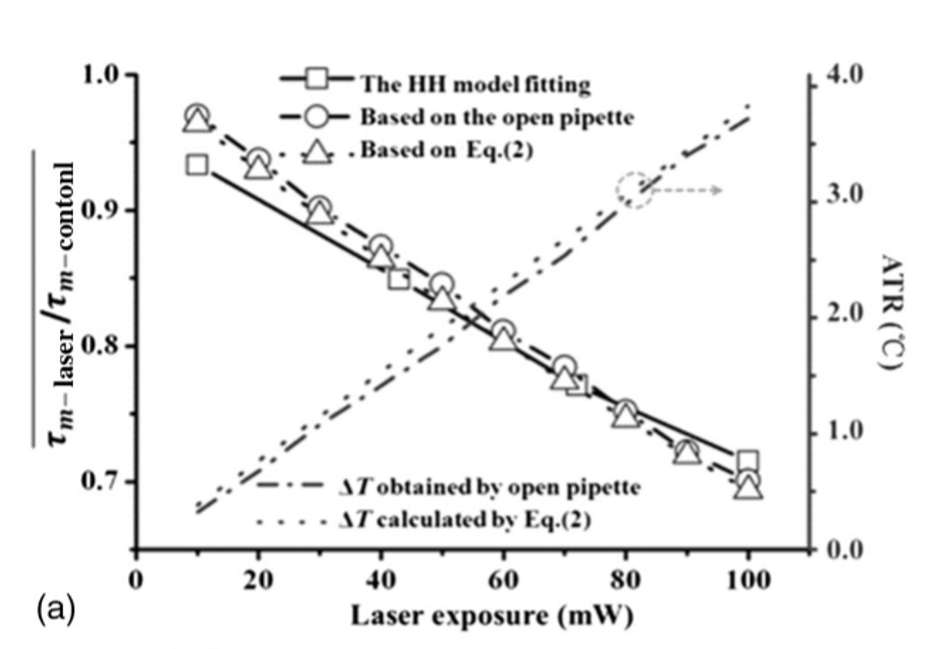 1.0
0.9
0.8
0.7
τm−laser/τm−contonl
The HH model fitting
Based on the open pipette
Based on Eq.(2)
4.0
3.0
2.0
1.0
0.0
ATR (℃)
ΔT obtained by open pipette
ΔT calculated by Eq.(2)
0 20 40 60 80 100
Laser exposure (mW)
(a)